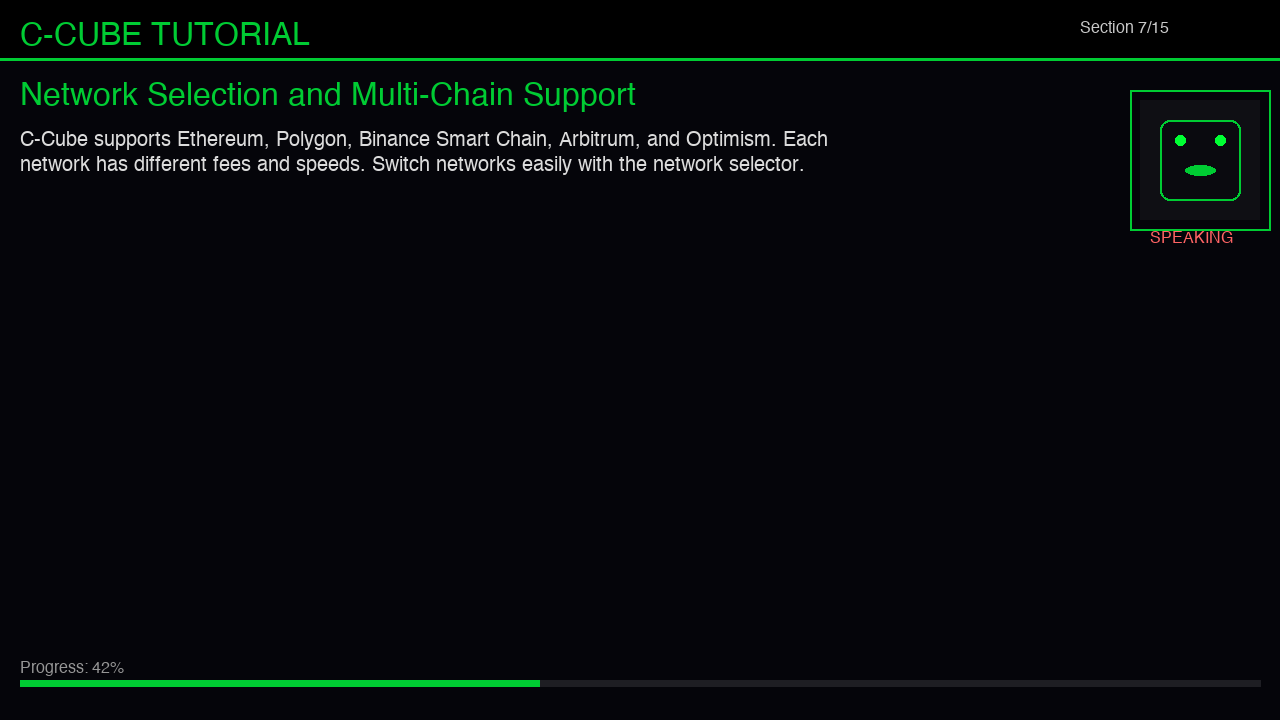 C-CUBE TUTORIAL
Section 7/15
Network Selection and Multi-Chain Support
C-Cube supports Ethereum, Polygon, Binance Smart Chain, Arbitrum, and Optimism. Each
network has different fees and speeds. Switch networks easily with the network selector.
SPEAKING
Progress: 42%